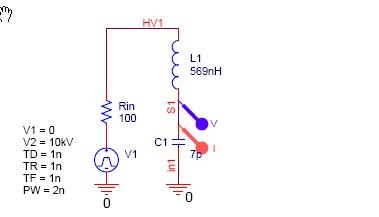 HV1
L1
569nH
S1
V
Rin
100
C1
7p
I
V1 = 0
V2 = 10kV
TD = 1n
TR = 1n
TF = 1n
PW = 2n
V1
in1
0
0